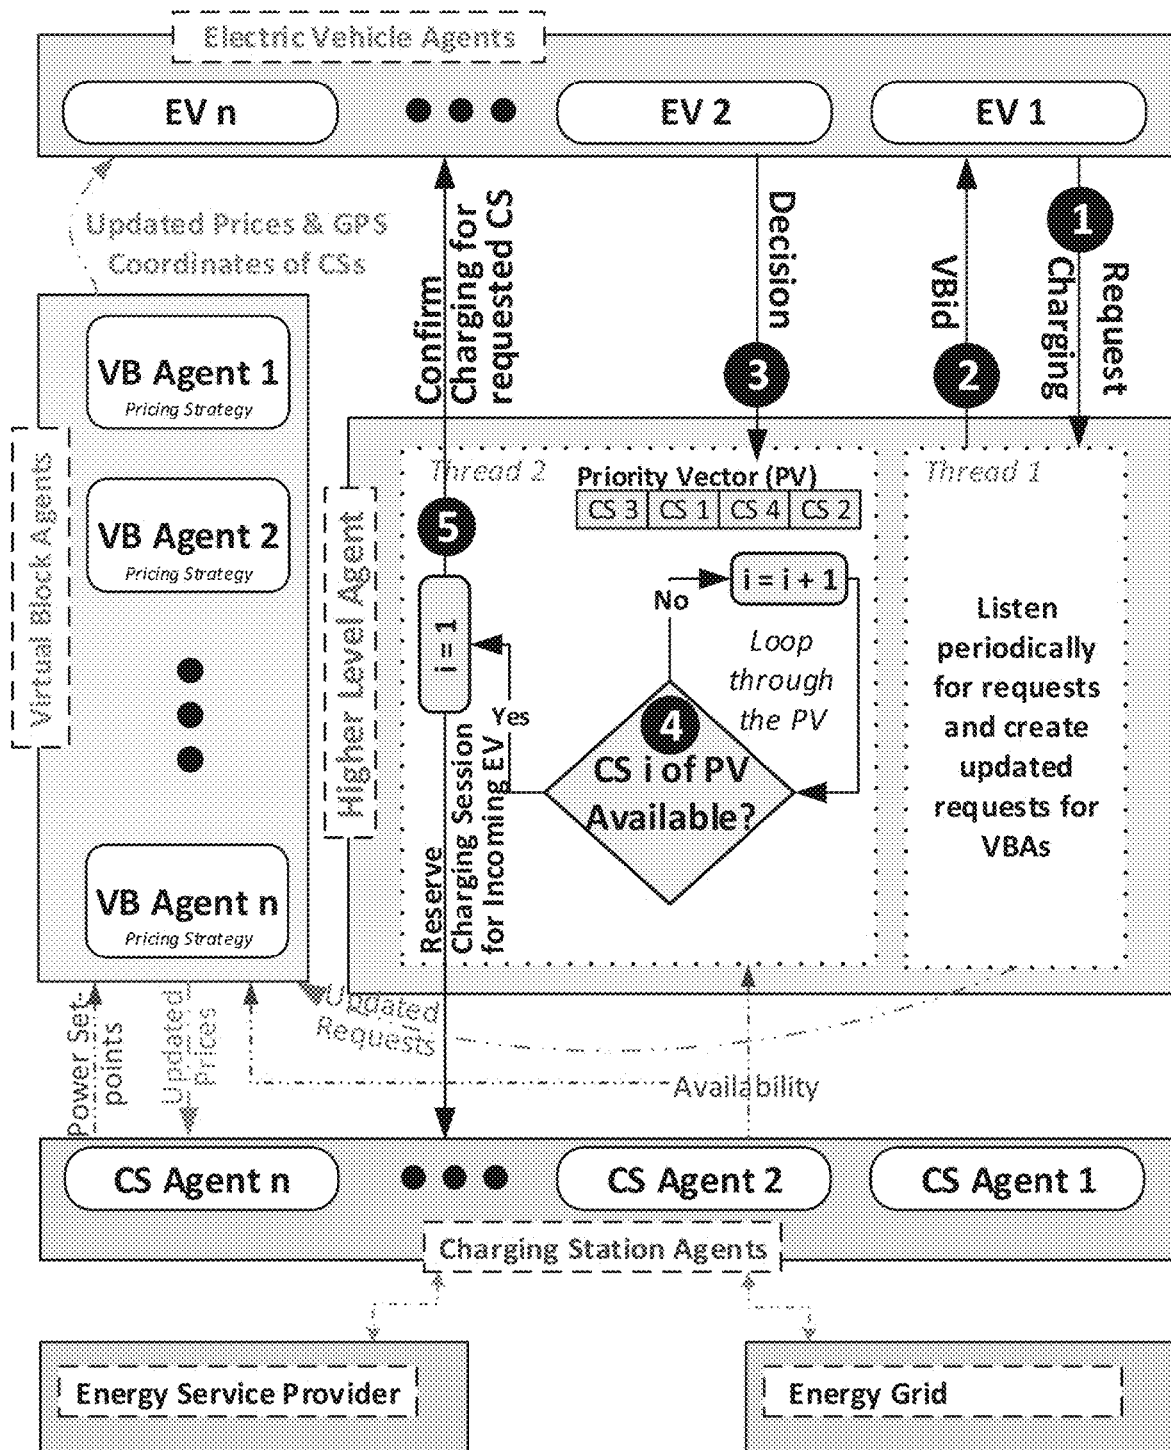 Electric Vehicle Agents
EV n
EV 2
EV 1
Updated Prices & GPS
Coordinates of CSs
Confirm
Charging for
requested CS
Decision
VBid
Request
Charging
1
2
3
VB Agent 1
Pricing Strategy
VB Agent 2
Pricing Strategy
VB Agent n
Pricing Strategy
Virtual Block Agents
Higher Level Agent
Thread 2
Priority Vector (PV)
CS 3 CS 1 CS 4 CS 2
5
i = 1
No
i = i + 1
Loop
through
the PV
Yes
4
CS i of PV
Available?
Reserve
Charging Session
for Incoming EV
Thread 1
Listen
periodically
for requests
and create
updated
requests for
VBAs
Power Set-
points
Updated
Prices
Updated
Requests
Availability
CS Agent n
CS Agent 2
CS Agent 1
Charging Station Agents
Energy Service Provider
Energy Grid